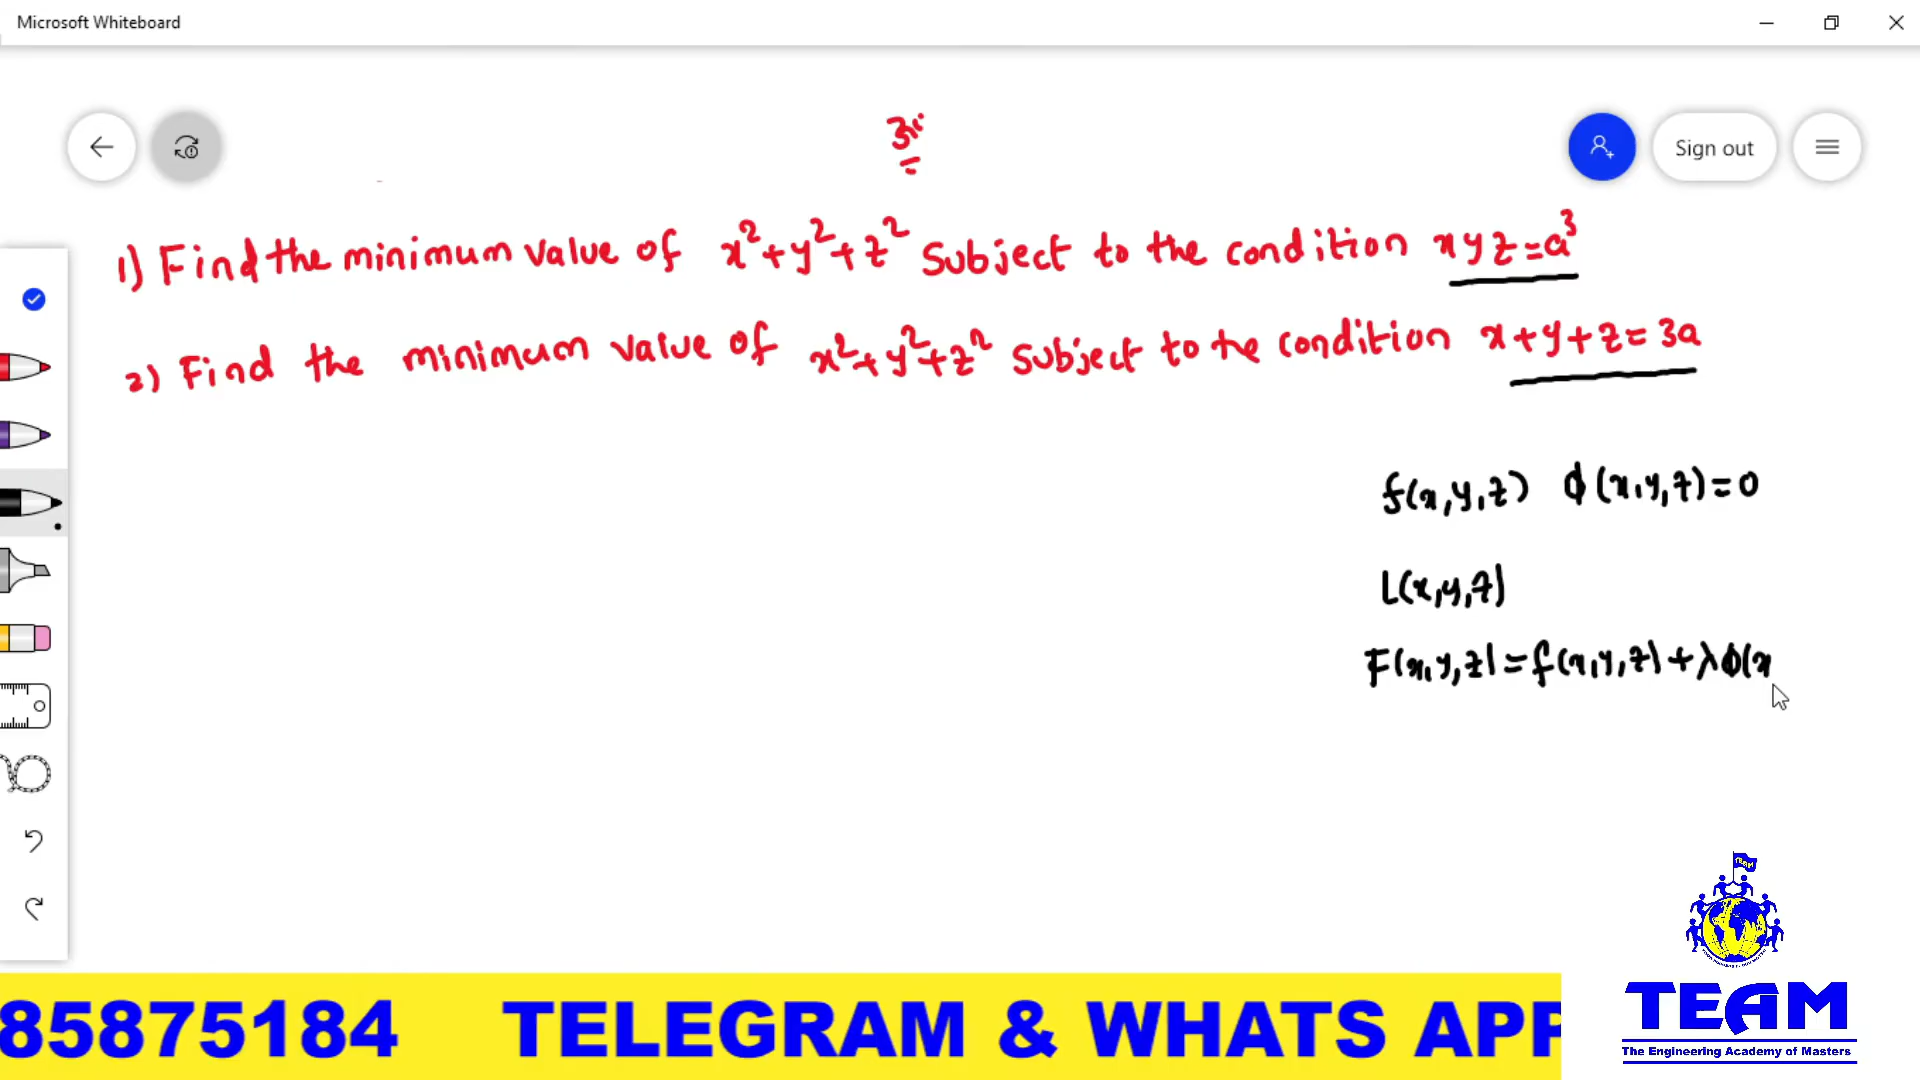 Microsoft Whiteboard
Sign out
1) Find the minimum value of x²+y²+z² subject to the condition xyz=a³
2) Find the minimum value of x²+y²+z² subject to the condition x+y+z=3a
f(x,y,z) ϕ(x,y,z)=0
L(x,y,z)
F(x,y,z)=f(x,y,z)+λϕ(x
85875184 TELEGRAM & WHATS APP
TEAM
The Engineering Academy of Masters